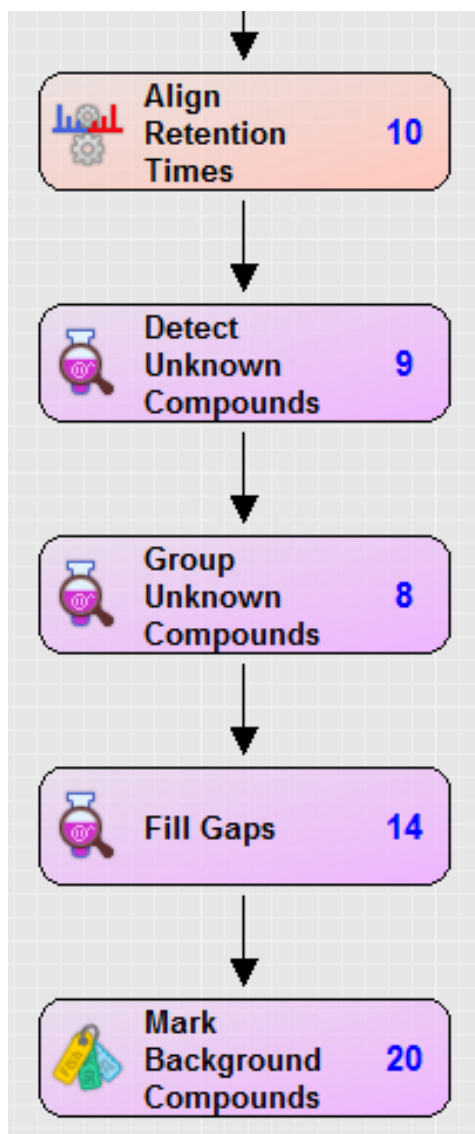 Align
Retention
Times
10
Detect
Unknown
Compounds
9
Group
Unknown
Compounds
8
Fill Gaps
14
Mark
Background
Compounds
20